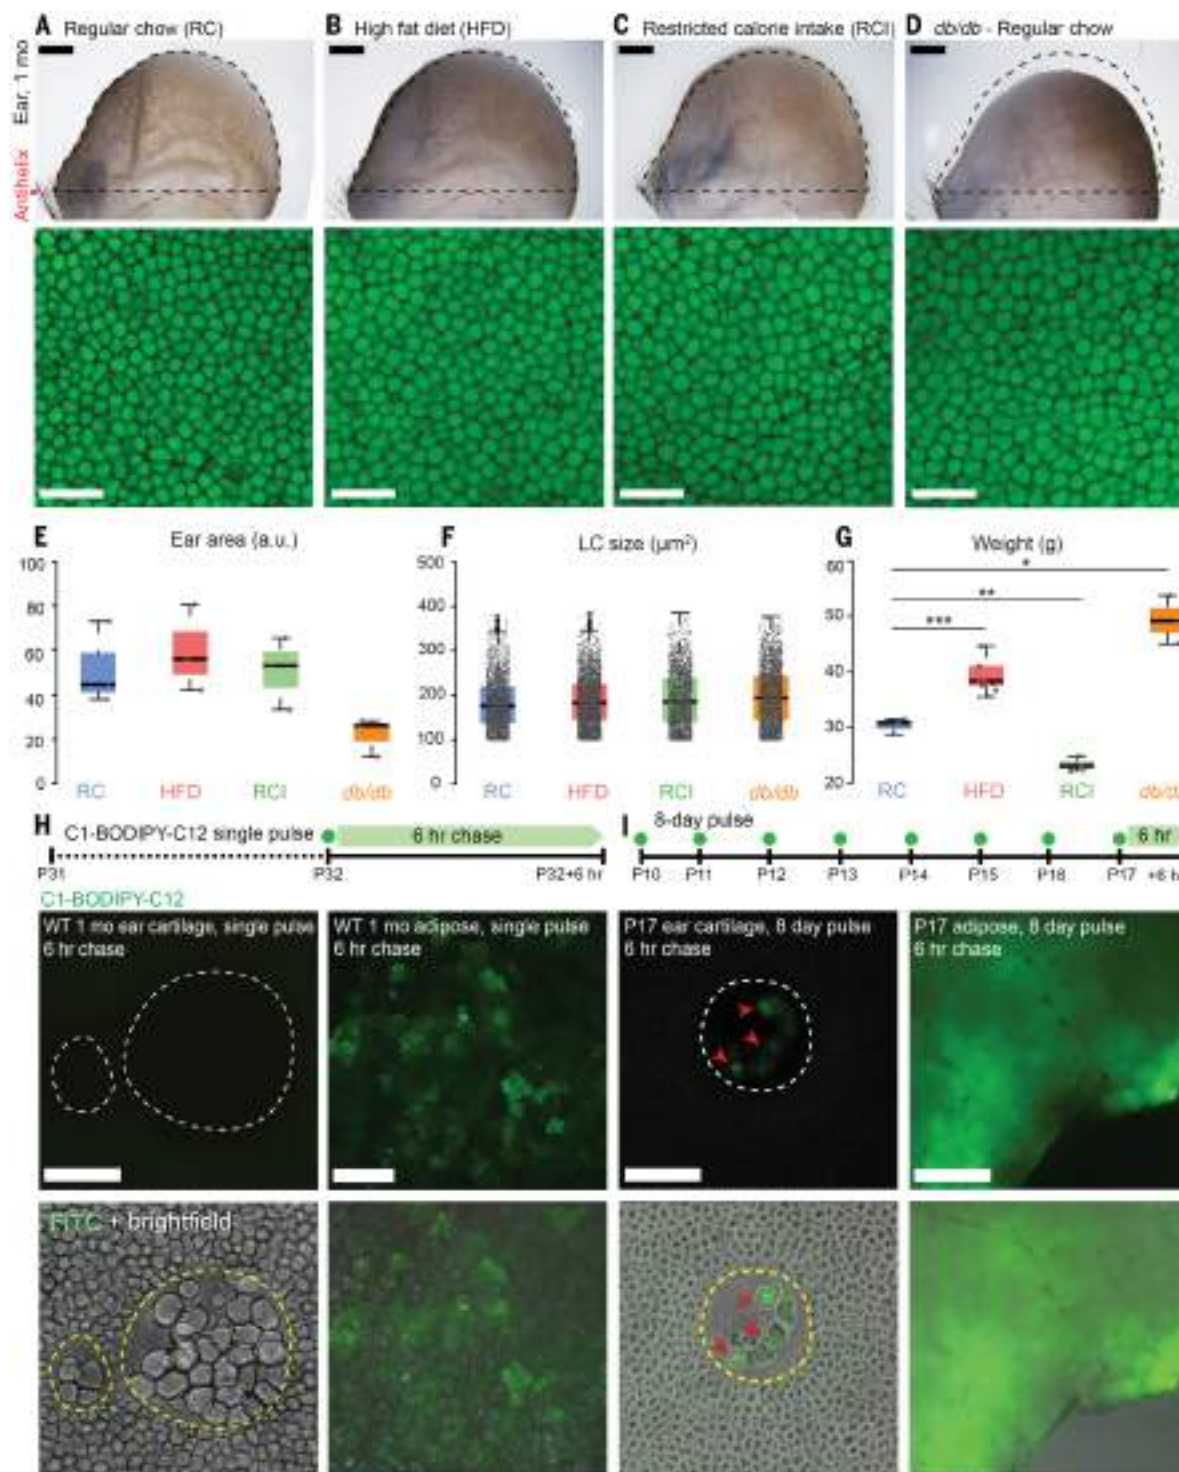 A Regular chow (RC)
B High fat diet (HFD)
C Restricted calorie intake (RCI)
D db/db - Regular chow
Ear, 1 mo
Antihelix
E Ear area (a.u.)
100
80
60
40
20
0
RC HFD RCI db/db
F LC size (µm²)
500
400
300
200
100
0
RC HFD RCI db/db
G Weight (g)
60
50
40
30
20
*
**
***
RC HFD RCI db/d
H C1-BODIPY-C12 single pulse
6 hr chase
P31 P32 P32+6 hr
I 8-day pulse
6 hr
P10 P11 P12 P13 P14 P15 P16 P17 +6 h
C1-BODIPY-C12
WT 1 mo ear cartilage, single pulse
6 hr chase
WT 1 mo adipose, single pulse
6 hr chase
P17 ear cartilage, 8 day pulse
6 hr chase
P17 adipose, 8 day pulse
6 hr chase
FITC + brightfield